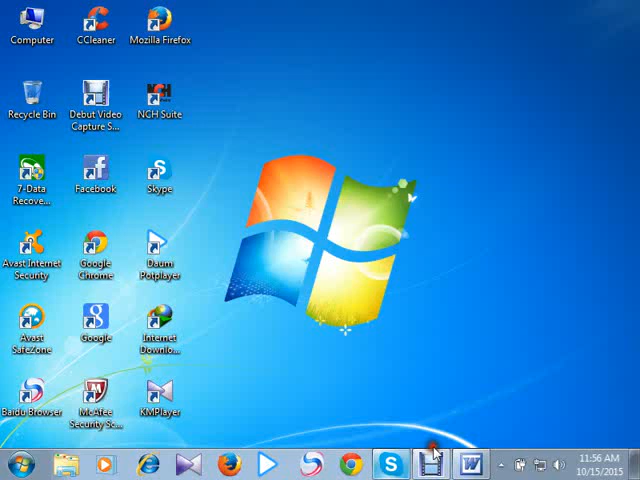 Computer
CCleaner
Mozilla Firefox
Recycle Bin
Debut Video
Capture S...
NCH Suite
7-Data
Recove...
Facebook
Skype
Avast Internet
Security
Google
Chrome
Daum
Potplayer
Avast
SafeZone
Google
Internet
Downlo...
Baidu Browser
McAfee
Security Sc...
KMPlayer
11:56 AM
10/15/2015